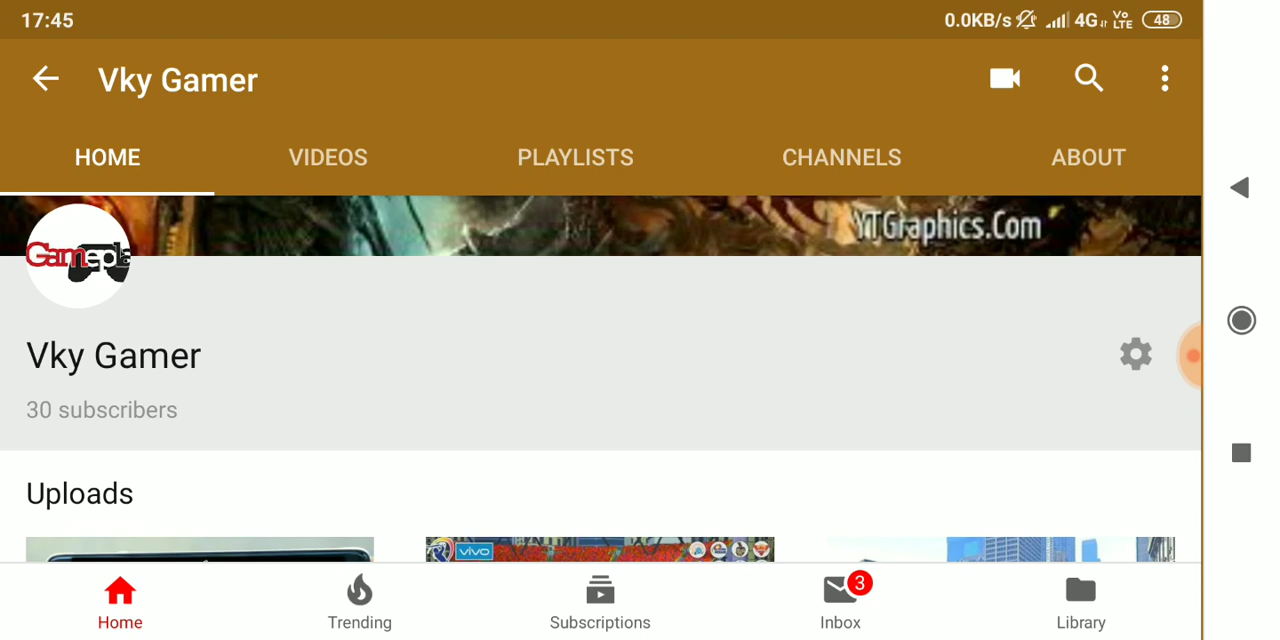 17:45
0.0KB/s 4G Vo LTE 48
Vky Gamer
HOME VIDEOS PLAYLISTS CHANNELS ABOUT
YTGraphics.Com
Gamepla
Vky Gamer
30 subscribers
Uploads
vivo
3
Home Trending Subscriptions Inbox Library